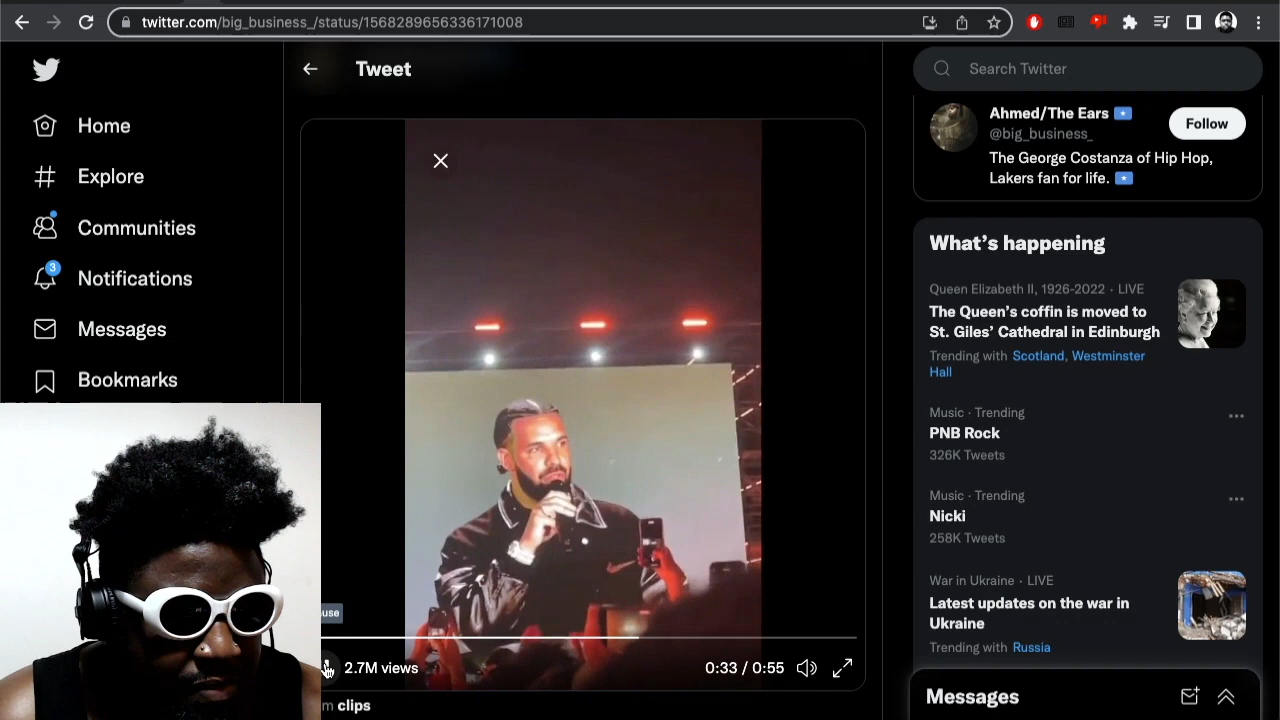 twitter.com/big_business_/status/1568289656336171008
Tweet
Search Twitter
Home
Explore
Communities
3
Notifications
Messages
Bookmarks
2.7M views
0:33 / 0:55
clips
Ahmed/The Ears
@big_business_
Follow
The George Costanza of Hip Hop,
Lakers fan for life.
What's happening
Queen Elizabeth II, 1926-2022 · LIVE
The Queen's coffin is moved to
St. Giles' Cathedral in Edinburgh
Trending with Scotland, Westminster
Hall
Music · Trending
PNB Rock
326K Tweets
Music · Trending
Nicki
258K Tweets
War in Ukraine · LIVE
Latest updates on the war in
Ukraine
Trending with Russia
Messages